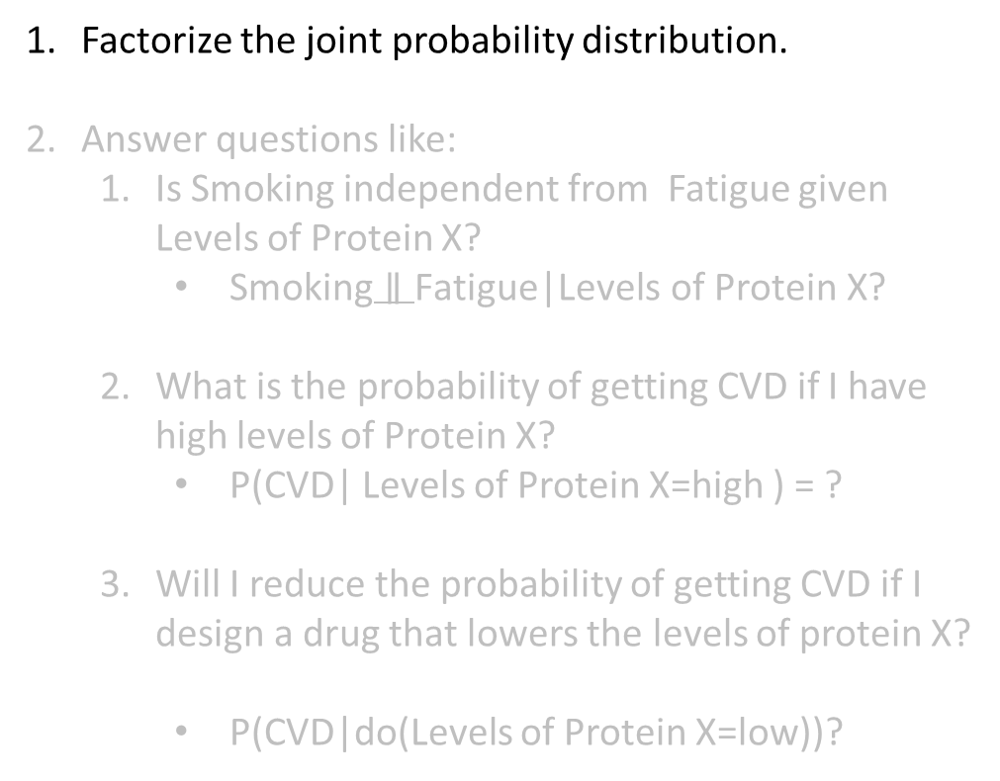 1. Factorize the joint probability distribution.
2. Answer questions like:
1. Is Smoking independent from  Fatigue given
Levels of Protein X?
• Smoking_||_Fatigue|Levels of Protein X?
2. What is the probability of getting CVD if I have
high levels of Protein X?
• P(CVD| Levels of Protein X=high ) = ?
3. Will I reduce the probability of getting CVD if I
design a drug that lowers the levels of protein X?
• P(CVD|do(Levels of Protein X=low))?